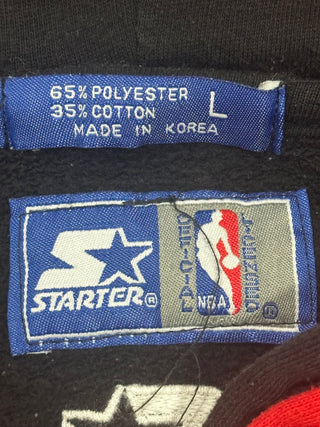 65% POLYESTER
35% COTTON
MADE IN KOREA
L
STARTER®
OFFICIAL
NBA
LICENSED